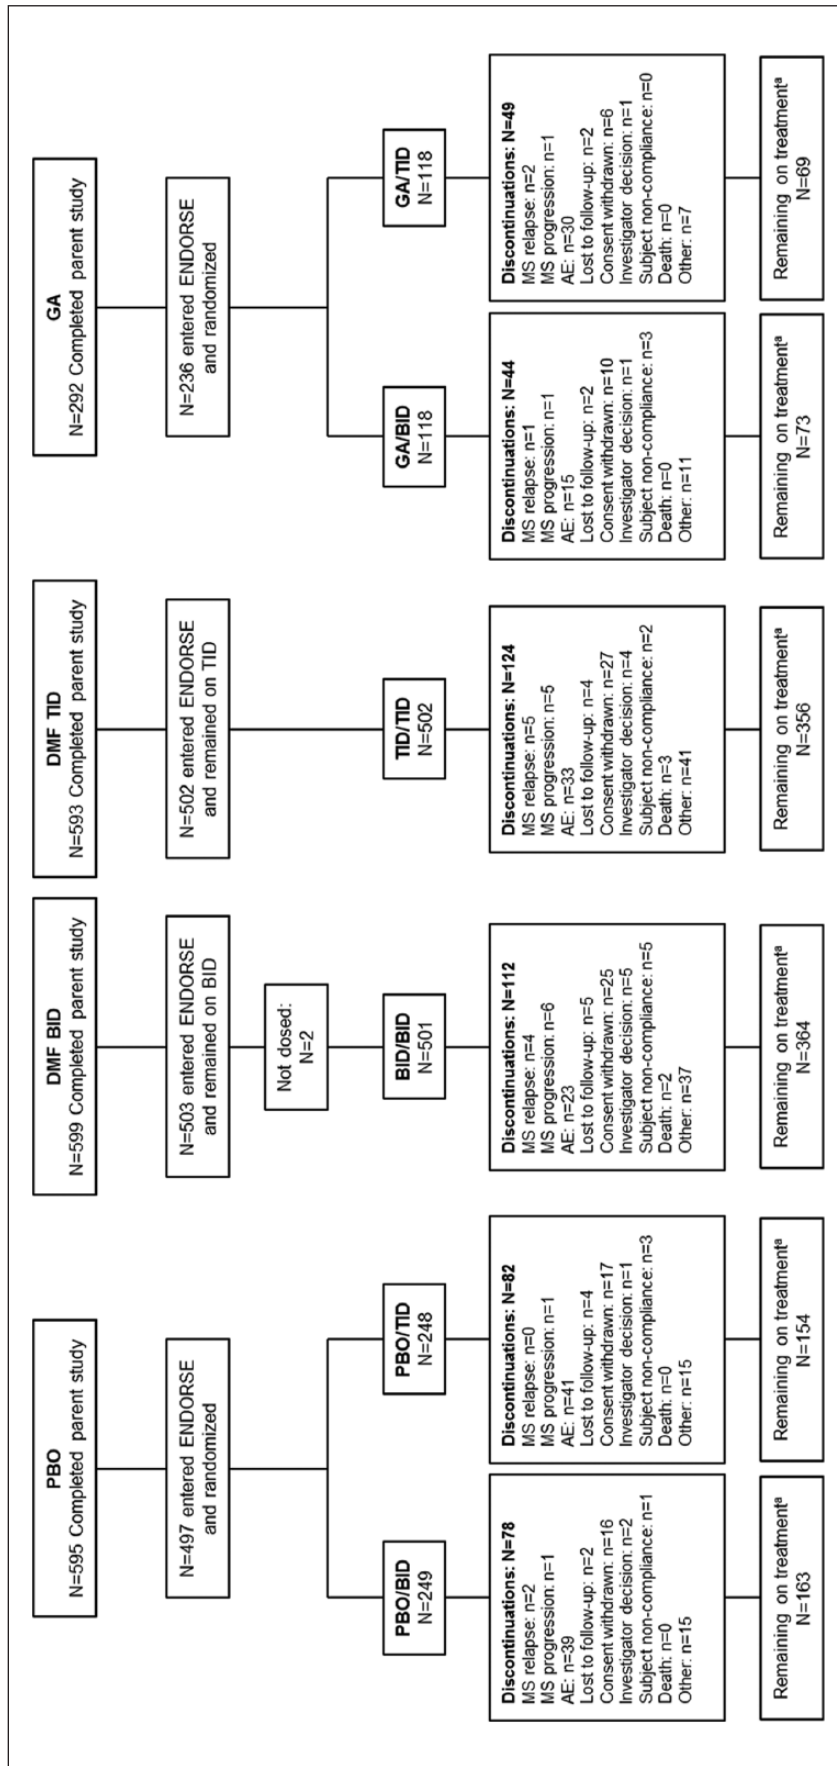 PBO
N=595 Completed parent study
N=497 entered ENDORSE
and randomized
PBO/BID
N=249
Discontinuations: N=78
MS relapse: n=2
MS progression: n=1
AE: n=39
Lost to follow-up: n=2
Consent withdrawn: n=16
Investigator decision: n=2
Subject non-compliance: n=1
Death: n=0
Other: n=15
Remaining on treatmentᵃ
N=163
PBO/TID
N=248
Discontinuations: N=82
MS relapse: n=0
MS progression: n=1
AE: n=41
Lost to follow-up: n=4
Consent withdrawn: n=17
Investigator decision: n=1
Subject non-compliance: n=3
Death: n=0
Other: n=15
Remaining on treatmentᵃ
N=154
DMF BID
N=599 Completed parent study
N=503 entered ENDORSE
and remained on BID
Not dosed:
N=2
BID/BID
N=501
Discontinuations: N=112
MS relapse: n=4
MS progression: n=6
AE: n=23
Lost to follow-up: n=5
Consent withdrawn: n=25
Investigator decision: n=5
Subject non-compliance: n=5
Death: n=2
Other: n=37
Remaining on treatmentᵃ
N=364
DMF TID
N=593 Completed parent study
N=502 entered ENDORSE
and remained on TID
TID/TID
N=502
Discontinuations: N=124
MS relapse: n=5
MS progression: n=5
AE: n=33
Lost to follow-up: n=4
Consent withdrawn: n=27
Investigator decision: n=4
Subject non-compliance: n=2
Death: n=3
Other: n=41
Remaining on treatmentᵃ
N=356
GA
N=292 Completed parent study
N=236 entered ENDORSE
and randomized
GA/BID
N=118
Discontinuations: N=44
MS relapse: n=1
MS progression: n=1
AE: n=15
Lost to follow-up: n=2
Consent withdrawn: n=10
Investigator decision: n=1
Subject non-compliance: n=3
Death: n=0
Other: n=11
Remaining on treatmentᵃ
N=73
GA/TID
N=118
Discontinuations: N=49
MS relapse: n=2
MS progression: n=1
AE: n=30
Lost to follow-up: n=2
Consent withdrawn: n=6
Investigator decision: n=1
Subject non-compliance: n=0
Death: n=0
Other: n=7
Remaining on treatmentᵃ
N=69